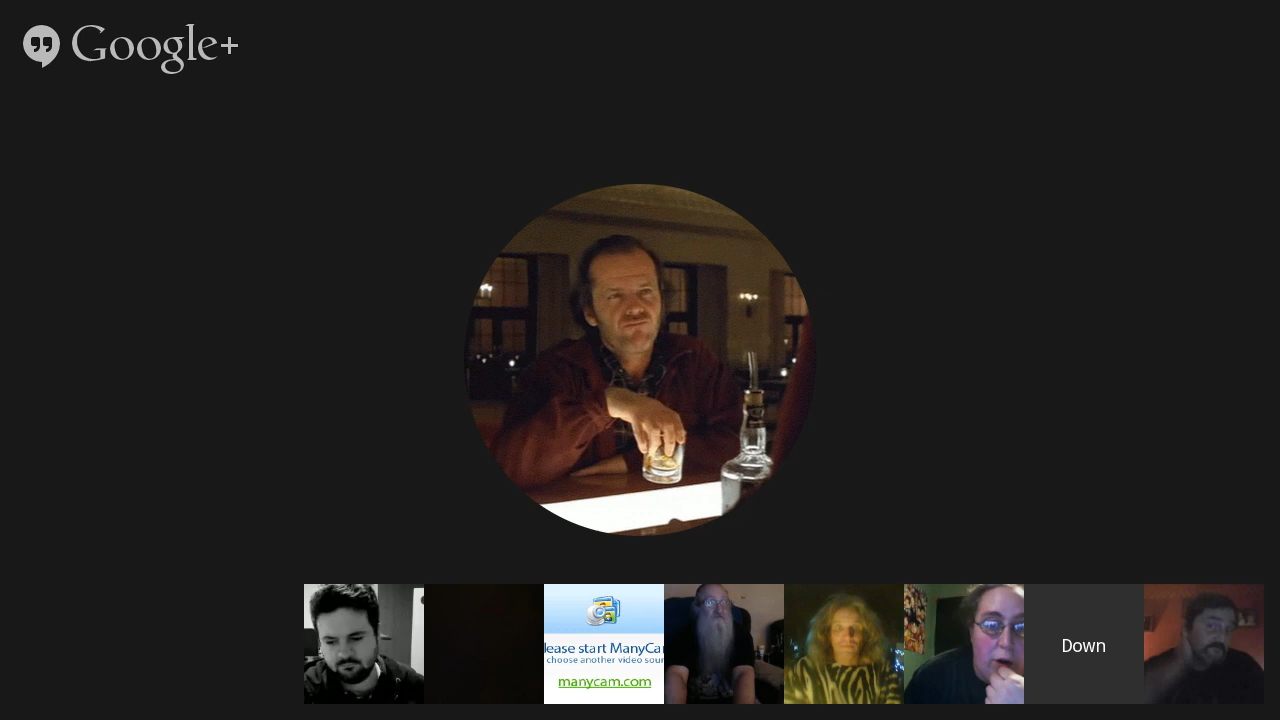 Google+
lease start ManyCa
choose another video sour
manycam.com
Down